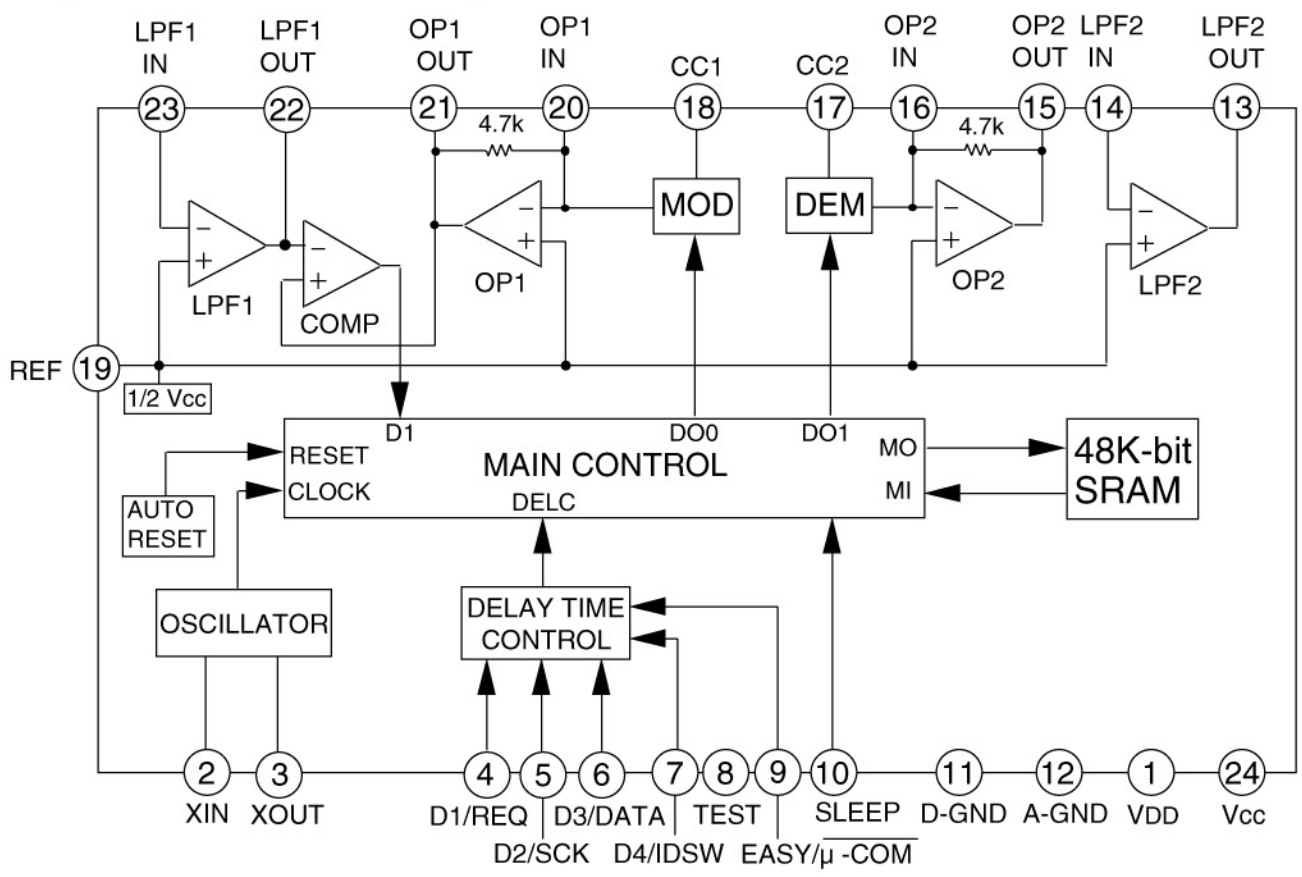 LPF1 IN
LPF1 OUT
OP1 OUT
OP1 IN
CC1
CC2
OP2 IN
OP2 OUT
LPF2 IN
LPF2 OUT
23
22
21
20
18
17
16
15
14
13
4.7k
4.7k
MOD
DEM
−
+
LPF1
−
+
COMP
−
+
OP1
−
+
OP2
−
+
LPF2
REF
19
1/2 Vcc
D1
DO0
DO1
MO
MI
RESET
CLOCK
MAIN CONTROL
DELC
48K-bit
SRAM
AUTO
RESET
OSCILLATOR
DELAY TIME
CONTROL
2
3
4
5
6
7
8
9
10
11
12
1
24
XIN
XOUT
D1/REQ
D3/DATA
TEST
SLEEP
D-GND
A-GND
VDD
Vcc
D2/SCK
D4/IDSW
EASY/μ -COM